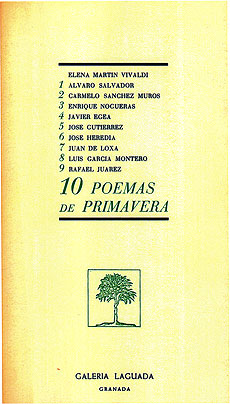 ELENA MARTIN VIVALDI
1 ALVARO SALVADOR
2 CARMELO SANCHEZ MUROS
3 ENRIQUE NOGUERAS
4 JAVIER EGEA
5 JOSE GUTIERREZ
6 JOSE HEREDIA
7 JUAN DE LOXA
8 LUIS GARCIA MONTERO
9 RAFAEL JUAREZ
10 POEMAS
DE PRIMAVERA
GALERIA LAGUADA
GRANADA